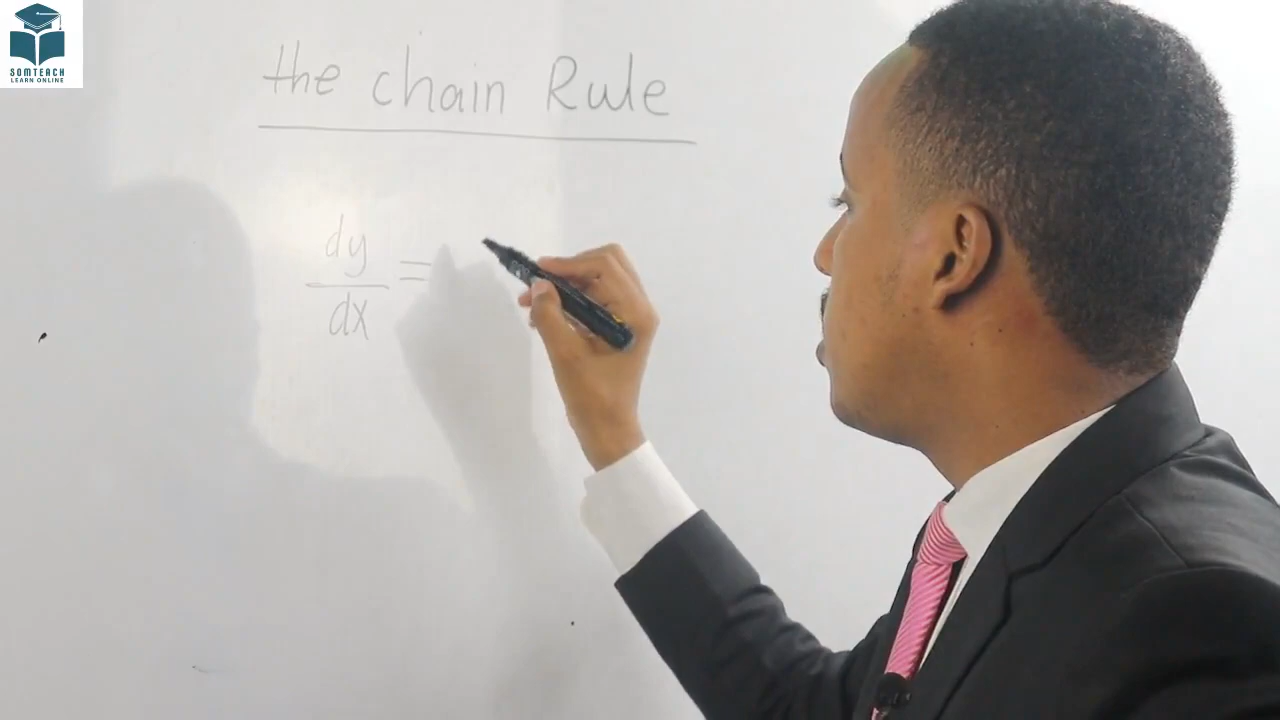 SOMTEACH
LEARN ONLINE
the chain Rule
dy
dx
=